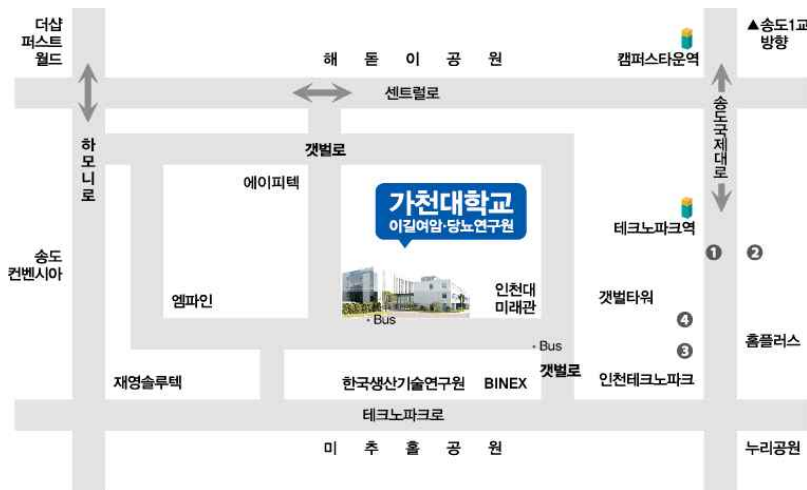 더샵
퍼스트
월드
해 돋 이 공 원
캠퍼스타운역
▲송도1교
방향
센트럴로
송도국제대로
하모니로
갯벌로
에이피텍
가천대학교
이길여암·당뇨연구원
테크노파크역
1
2
송도
컨벤시아
엠파인
인천대
미래관
갯벌타워
• Bus
4
홈플러스
• Bus
3
갯벌로
재영솔루텍
한국생산기술연구원
BINEX
인천테크노파크
테크노파크로
미 추 홀 공 원
누리공원